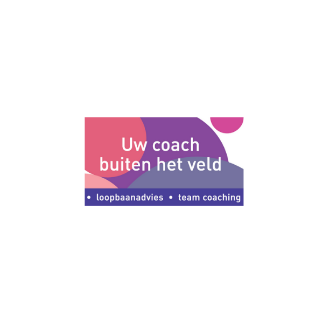 Uw coach
buiten het veld
• loopbaanadvies • team coaching